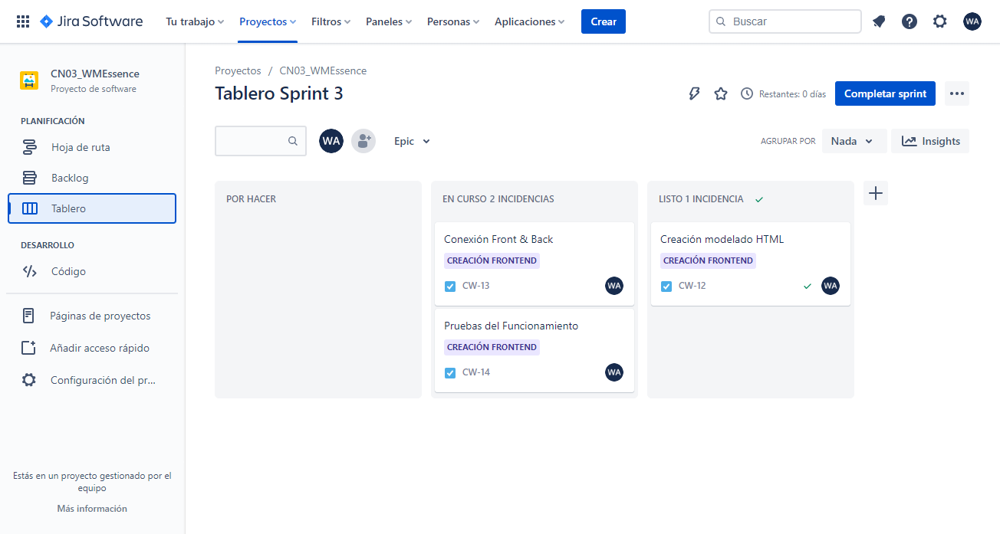 Jira Software
Tu trabajo
Proyectos
Filtros
Paneles
Personas
Aplicaciones
Crear
Buscar
WA
CN03_WMEssence
Proyecto de software
PLANIFICACIÓN
Hoja de ruta
Backlog
Tablero
DESARROLLO
Código
Páginas de proyectos
Añadir acceso rápido
Configuración del pr...
Estás en un proyecto gestionado por el
equipo
Más información
Proyectos / CN03_WMEssence
Tablero Sprint 3
Restantes: 0 días
Completar sprint
WA
Epic
AGRUPAR POR
Nada
Insights
POR HACER
EN CURSO 2 INCIDENCIAS
Conexión Front & Back
CREACIÓN FRONTEND
CW-13
WA
Pruebas del Funcionamiento
CREACIÓN FRONTEND
CW-14
WA
LISTO 1 INCIDENCIA
Creación modelado HTML
CREACIÓN FRONTEND
CW-12
WA